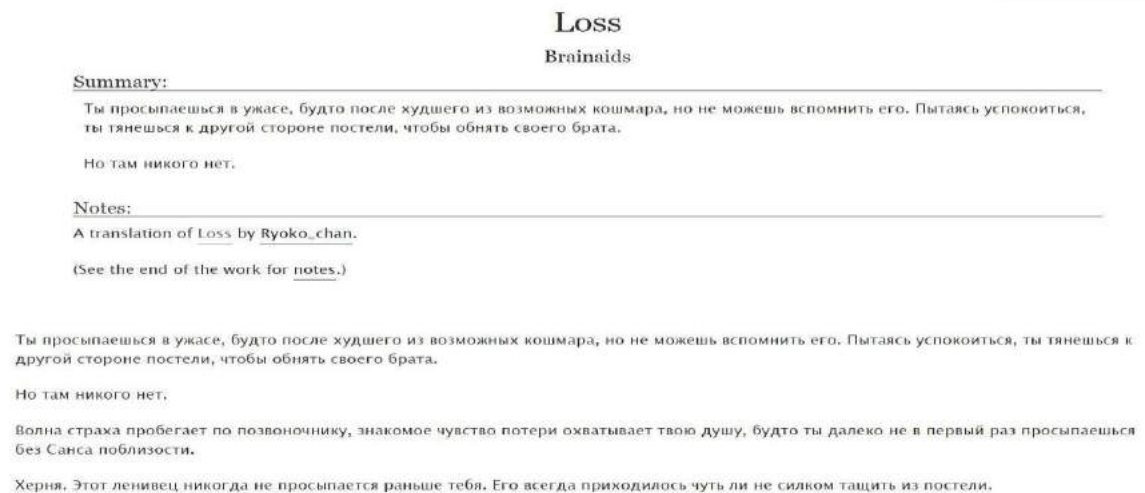 Loss
Brainaids
Summary:
Ты просыпаешься в ужасе, будто после худшего из возможных кошмара, но не можешь вспомнить его. Пытаясь успокоиться,
ты тянешься к другой стороне постели, чтобы обнять своего брата.
Но там никого нет.
Notes:
A translation of Loss by Ryoko_chan.
(See the end of the work for notes.)
Ты просыпаешься в ужасе, будто после худшего из возможных кошмара, но не можешь вспомнить его. Пытаясь успокоиться, ты тянешься к
другой стороне постели, чтобы обнять своего брата.
Но там никого нет.
Волна страха пробегает по позвоночнику, знакомое чувство потери охватывает твою душу, будто ты далеко не в первый раз просыпаешься
без Санса поблизости.
Херня. Этот ленивец никогда не просыпается раньше тебя. Его всегда приходилось чуть ли не силком тащить из постели.